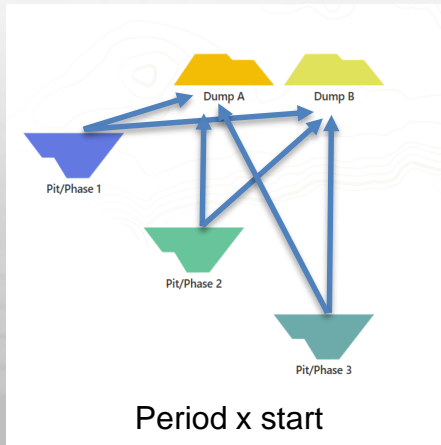 Dump A
Dump B
Pit/Phase 1
Pit/Phase 2
Pit/Phase 3
Period x start